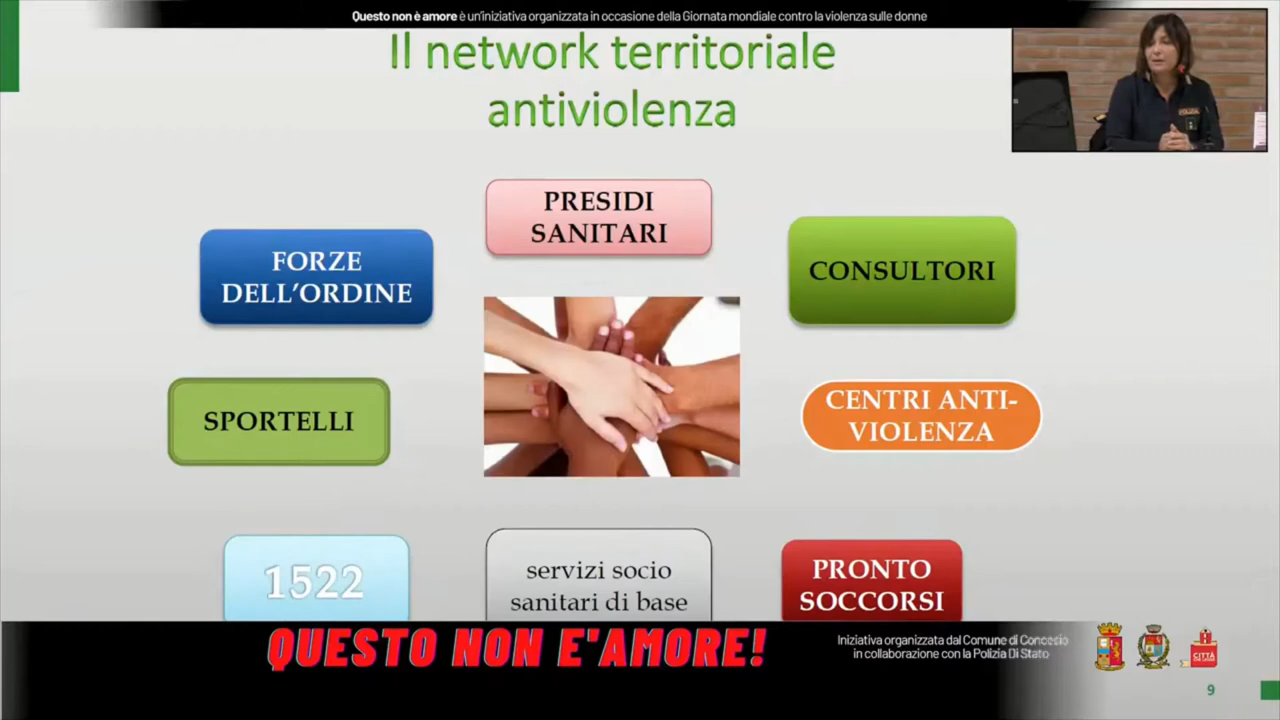 Questo non è amore è un'iniziativa organizzata in occasione della Giornata mondiale contro la violenza sulle donne
Il network territoriale
antiviolenza
POLIZIA
PRESIDI
SANITARI
FORZE
DELL'ORDINE
CONSULTORI
SPORTELLI
CENTRI ANTI-
VIOLENZA
1522
servizi socio
sanitari di base
PRONTO
SOCCORSI
QUESTO NON E'AMORE!
Iniziativa organizzata dal Comune di Concesio
in collaborazione con la Polizia Di Stato
CITTÀ
9